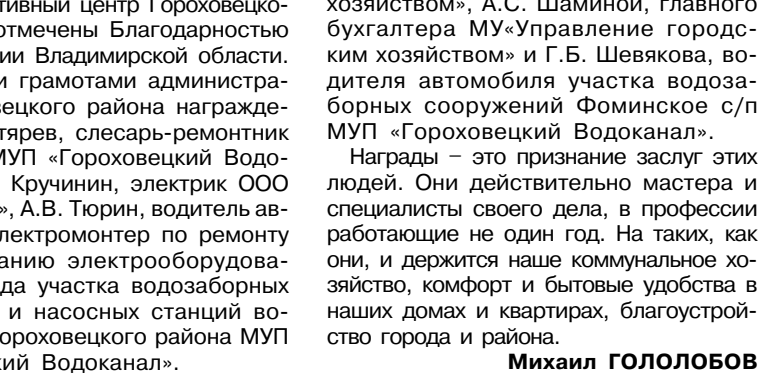 тивный центр Гороховецко-
отмечены Благодарностью
ии Владимирской области.
и грамотами администра-
вецкого района награжде-
тярев, слесарь-ремонтник
МУП «Гороховецкий Водо-
Кручинин, электрик ООО
», А.В. Тюрин, водитель ав-
лектромонтер по ремонту
анию электрооборудова-
да участка водозаборных
и насосных станций во-
ороховецкого района МУП
кий Водоканал».
хозяйством», А.С. Шаминой, главного
бухгалтера МУ«Управление городс-
ким хозяйством» и Г.Б. Шевякова, во-
дителя автомобиля участка водоза-
борных сооружений Фоминское с/п
МУП «Гороховецкий Водоканал».
Награды – это признание заслуг этих
людей. Они действительно мастера и
специалисты своего дела, в профессии
работающие не один год. На таких, как
они, и держится наше коммунальное хо-
зяйство, комфорт и бытовые удобства в
наших домах и квартирах, благоустрой-
ство города и района.
Михаил ГОЛОЛОБОВ